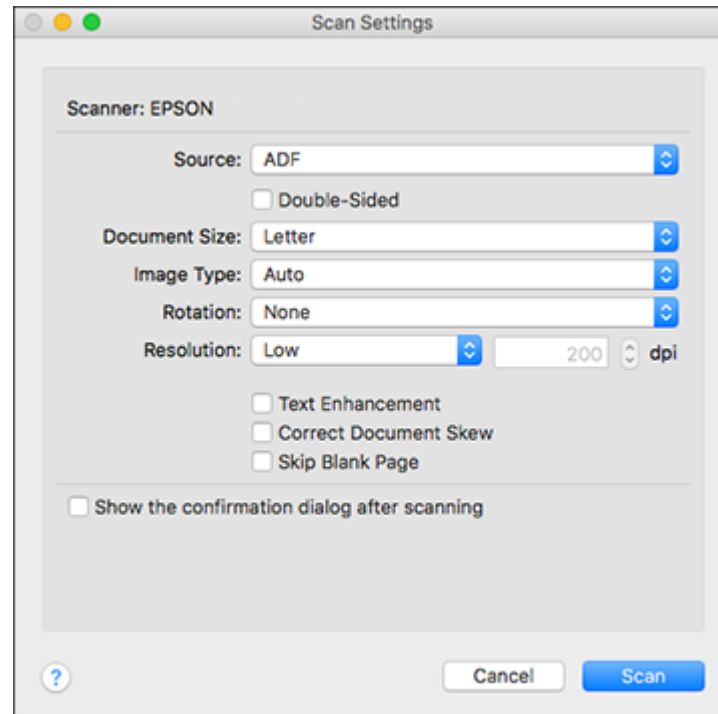 Scan Settings
Scanner: EPSON
Source: ADF
Double-Sided
Document Size: Letter
Image Type: Auto
Rotation: None
Resolution: Low 200 dpi
Text Enhancement
Correct Document Skew
Skip Blank Page
Show the confirmation dialog after scanning
? Cancel Scan